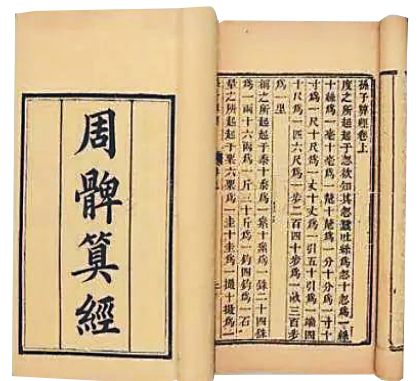 周髀算經
孫子算經卷上
度之所起起于忽欲知其忽蠶吐絲爲忽十忽爲一絲
十絲爲一毫十毫爲一釐十釐爲一分十分爲一寸十
寸爲一尺十尺爲一丈十丈爲一引五十引爲一端四
十尺爲一匹六尺爲一步二百四十步爲一畝三百步
爲一里
稱之所起起于黍十黍爲一絫十絫爲一銖二十四銖
爲一兩十六兩爲一斤三十斤爲一鈞四鈞爲一石
量之所起起于粟六粟爲一圭十圭爲一撮十撮爲一